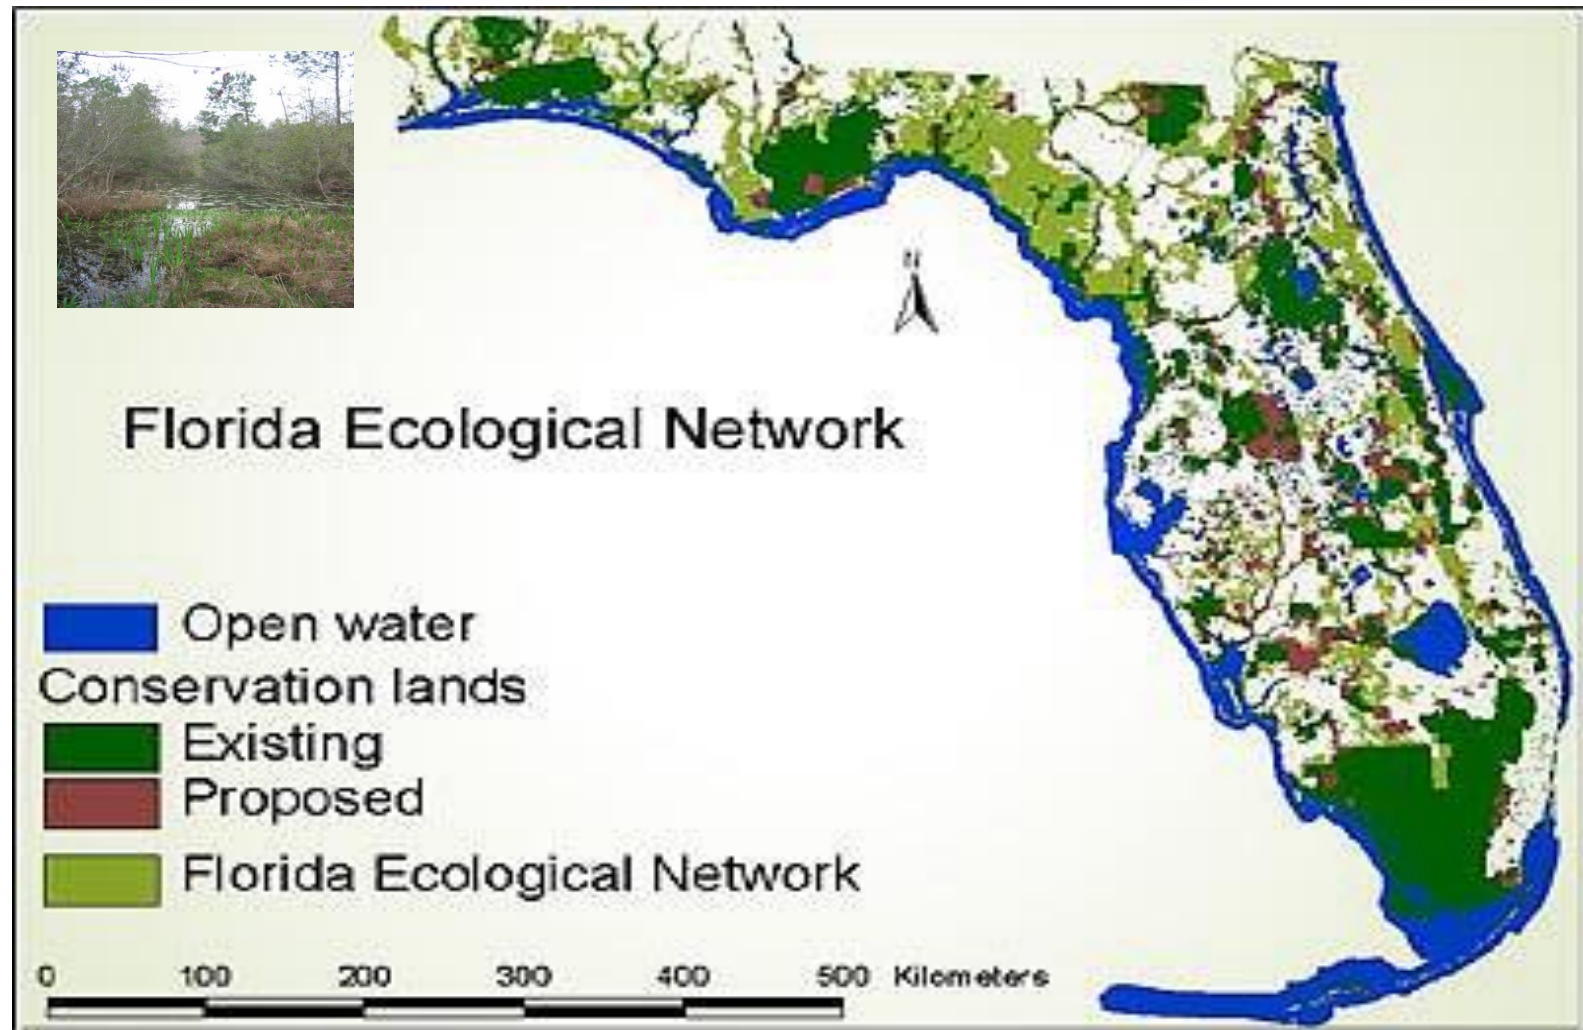 N
Florida Ecological Network
Open water
Conservation lands
Existing
Proposed
Florida Ecological Network
0 100 200 300 400 500 Kilometers